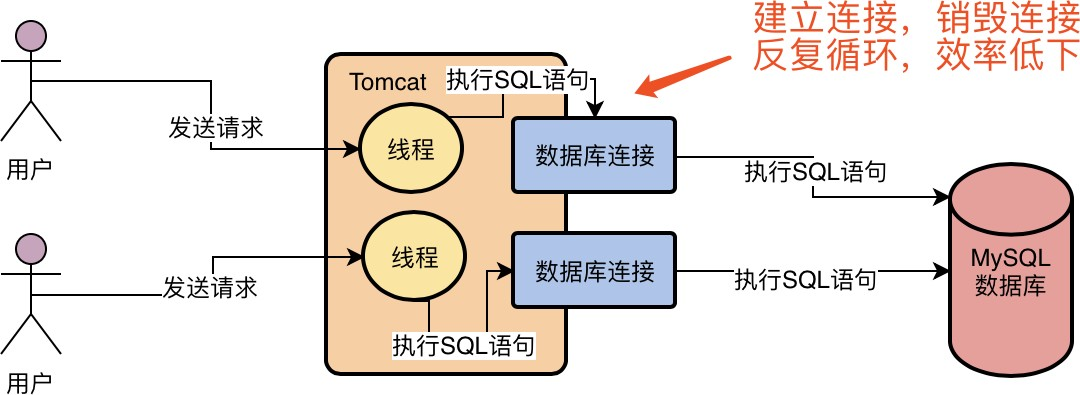 建立连接，销毁连接
反复循环，效率低下
Tomcat
执行SQL语句
发送请求
线程
数据库连接
执行SQL语句
用户
线程
数据库连接
MySQL
数据库
发送请求
执行SQL语句
执行SQL语句
用户